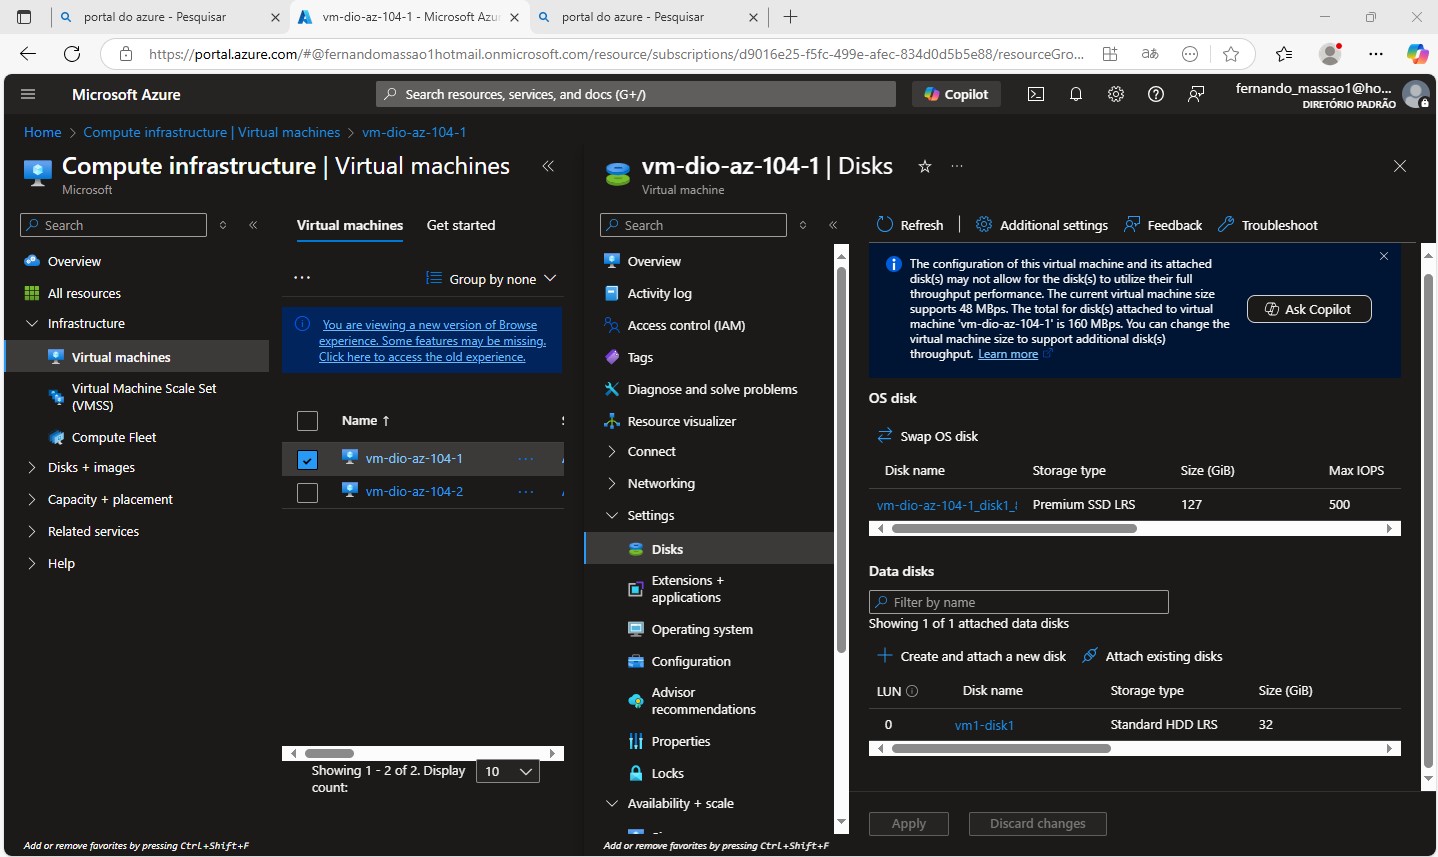 portal do azure - Pesquisar
vm-dio-az-104-1 - Microsoft Azu
portal do azure - Pesquisar
https://portal.azure.com/#@fernandomassao1hotmail.onmicrosoft.com/resource/subscriptions/d9016e25-f5fc-499e-afec-834d0d5b5e88/resourceGro...
Microsoft Azure
Search resources, services, and docs (G+/)
Copilot
fernando_massao1@ho...
DIRETÓRIO PADRÃO
Home > Compute infrastructure | Virtual machines > vm-dio-az-104-1
Compute infrastructure | Virtual machines
Microsoft
Search
Overview
All resources
Infrastructure
Virtual machines
Virtual Machine Scale Set
(VMSS)
Compute Fleet
Disks + images
Capacity + placement
Related services
Help
Add or remove favorites by pressing Ctrl+Shift+F
Virtual machines
Get started
Group by none
You are viewing a new version of Browse
experience. Some features may be missing.
Click here to access the old experience.
Name ↑
vm-dio-az-104-1
vm-dio-az-104-2
Showing 1 - 2 of 2. Display
count:
10
vm-dio-az-104-1 | Disks
Virtual machine
Search
Overview
Activity log
Access control (IAM)
Tags
Diagnose and solve problems
Resource visualizer
Connect
Networking
Settings
Disks
Extensions +
applications
Operating system
Configuration
Advisor
recommendations
Properties
Locks
Availability + scale
Add or remove favorites by pressing Ctrl+Shift+F
Refresh
Additional settings
Feedback
Troubleshoot
The configuration of this virtual machine and its attached
disk(s) may not allow for the disk(s) to utilize their full
throughput performance. The current virtual machine size
supports 48 MBps. The total for disk(s) attached to virtual
machine 'vm-dio-az-104-1' is 160 MBps. You can change the
virtual machine size to support additional disk(s)
throughput. Learn more
Ask Copilot
OS disk
Swap OS disk
Disk name Storage type Size (GiB) Max IOPS
vm-dio-az-104-1_disk1_ Premium SSD LRS 127 500
Data disks
Filter by name
Showing 1 of 1 attached data disks
Create and attach a new disk
Attach existing disks
LUN Disk name Storage type Size (GiB)
0 vm1-disk1 Standard HDD LRS 32
Apply
Discard changes